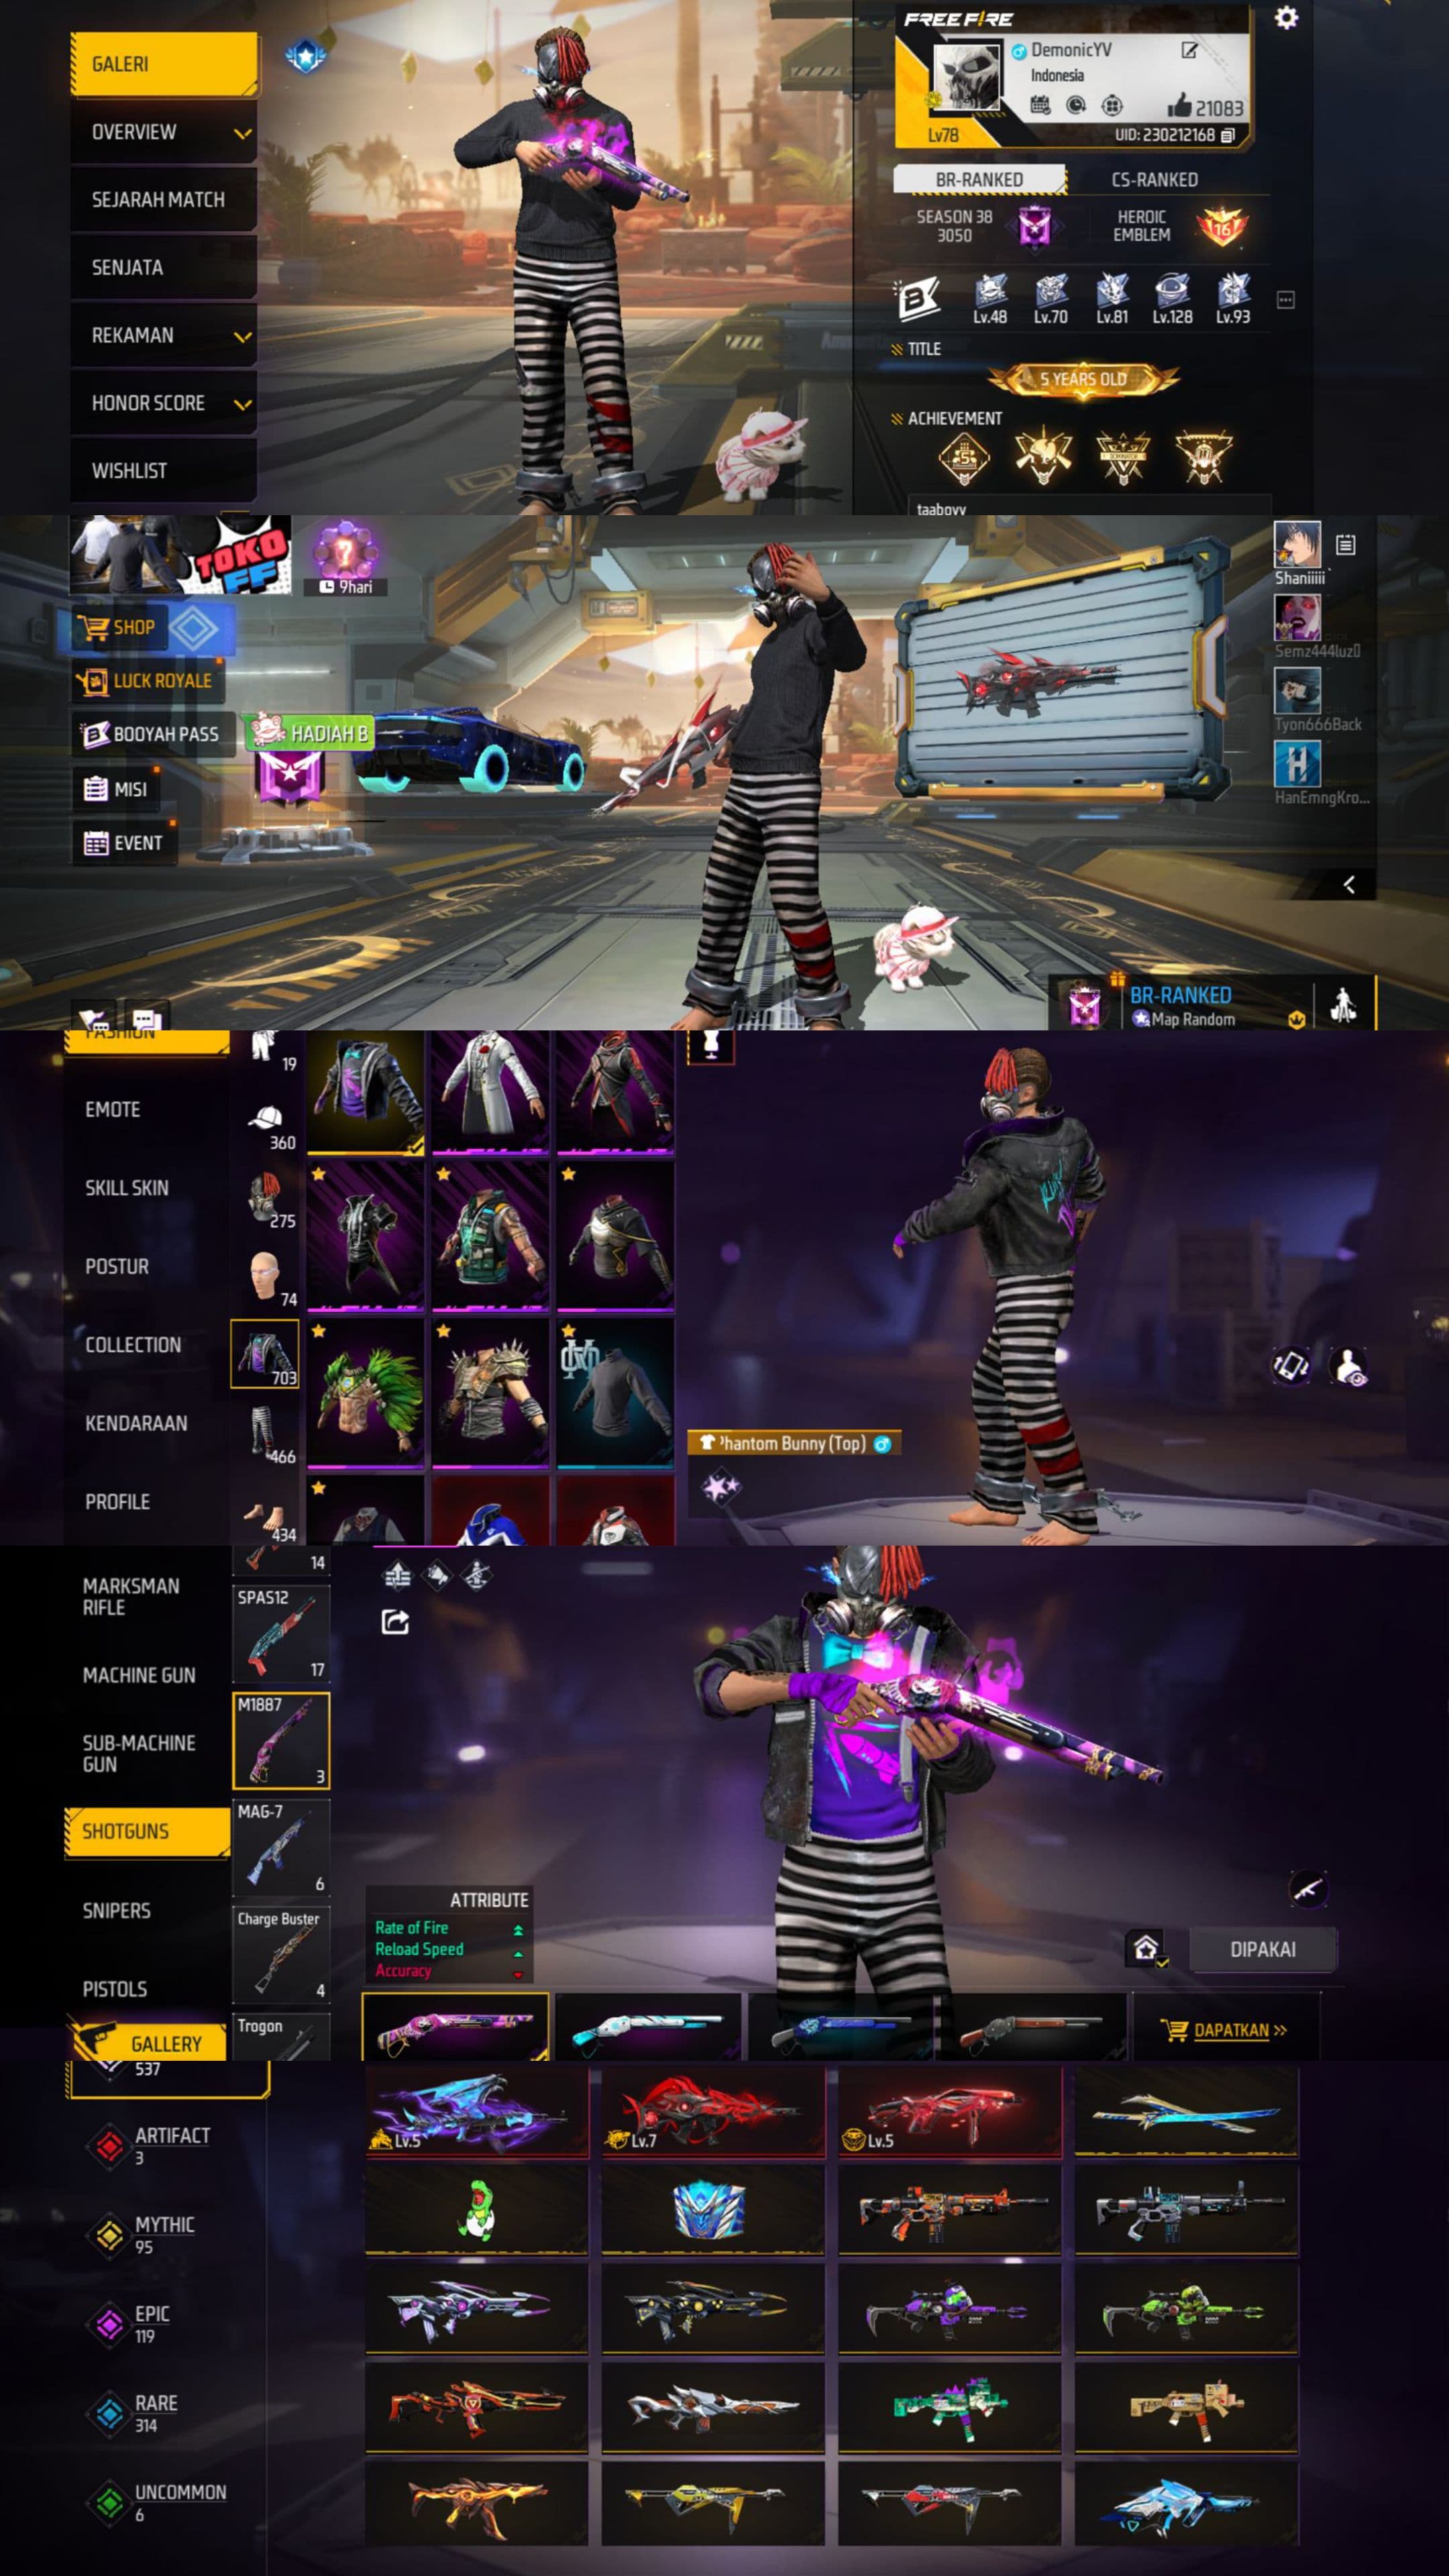 GALERI
OVERVIEW
SEJARAH MATCH
SENJATA
REKAMAN
HONOR SCORE
WISHLIST
FREE FIRE
DemonicYV
Indonesia
21083
Lv78
UID: 230212168
BR-RANKED
CS-RANKED
SEASON 38
3050
HEROIC
EMBLEM
16
Lv.48
Lv.70
Lv.81
Lv.128
Lv.93
TITLE
5 YEARS OLD
ACHIEVEMENT
taaboyy
TOKO
FF
?
9hari
SHOP
LUCK ROYALE
BOOYAH PASS
HADIAH B
MISI
EVENT
Shaniiiii
Semz444luz
Tyon666Back
HanEmngKro...
BR-RANKED
Map Random
FASHION
EMOTE
SKILL SKIN
POSTUR
COLLECTION
KENDARAAN
PROFILE
19
360
275
74
703
466
434
Phantom Bunny (Top)
MARKSMAN
RIFLE
MACHINE GUN
SUB-MACHINE
GUN
SHOTGUNS
SNIPERS
PISTOLS
GALLERY
14
SPAS12
17
M1887
3
MAG-7
6
Charge Buster
4
Trogon
ATTRIBUTE
Rate of Fire
Reload Speed
Accuracy
DIPAKAI
DAPATKAN >>
537
ARTIFACT
3
MYTHIC
95
EPIC
119
RARE
314
UNCOMMON
6
Lv.5
Lv.7
Lv.5